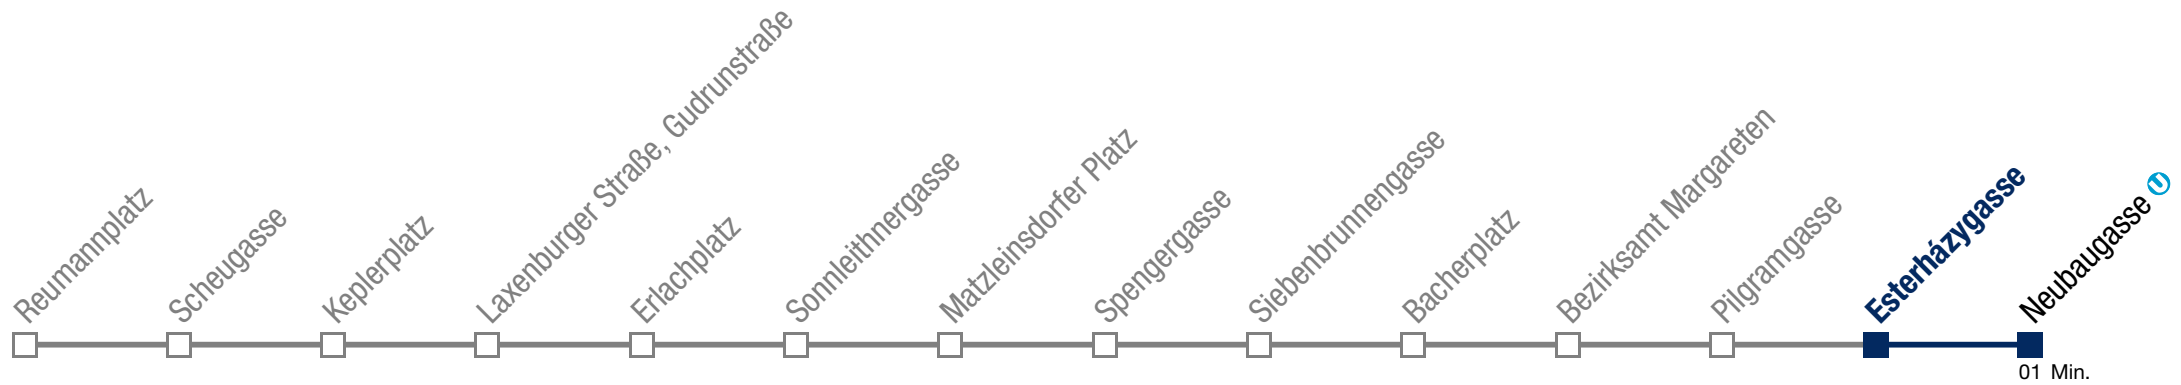 Reumannplatz
Scheugasse
Keplerplatz
Laxenburger Straße, Gudrunstraße
Erlachplatz
Sonnleithnergasse
Matzleinsdorfer Platz
Spengergasse
Siebenbrunnengasse
Bacherplatz
Bezirksamt Margareten
Pilgramgasse
Esterházygasse
Neubaugasse U
01 Min.